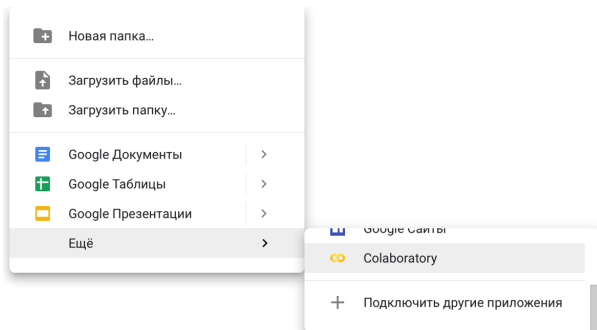 Новая папка...
Загрузить файлы...
Загрузить папку...
Google Документы
Google Таблицы
Google Презентации
Ещё
Google Сайты
Colaboratory
Подключить другие приложения